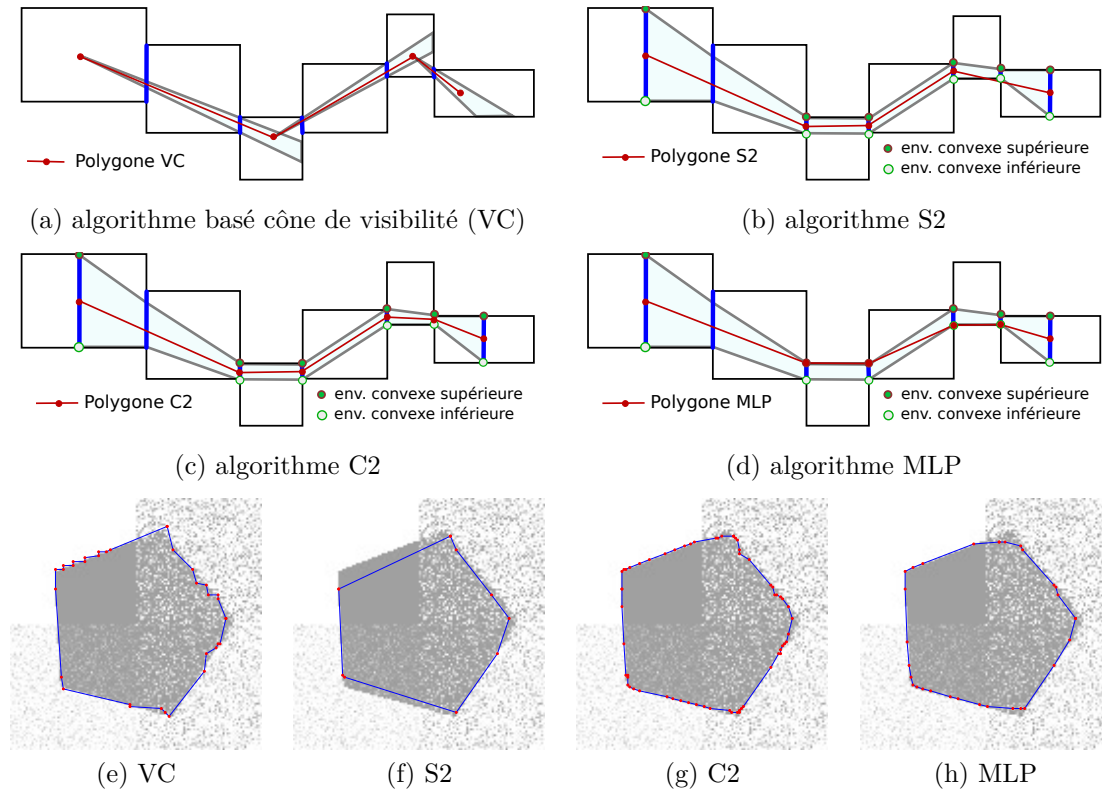 Polygone VC
(a) algorithme basé cône de visibilité (VC)
Polygone S2
env. convexe supérieure
env. convexe inférieure
(b) algorithme S2
Polygone C2
env. convexe supérieure
env. convexe inférieure
(c) algorithme C2
Polygone MLP
env. convexe supérieure
env. convexe inférieure
(d) algorithme MLP
(e) VC
(f) S2
(g) C2
(h) MLP